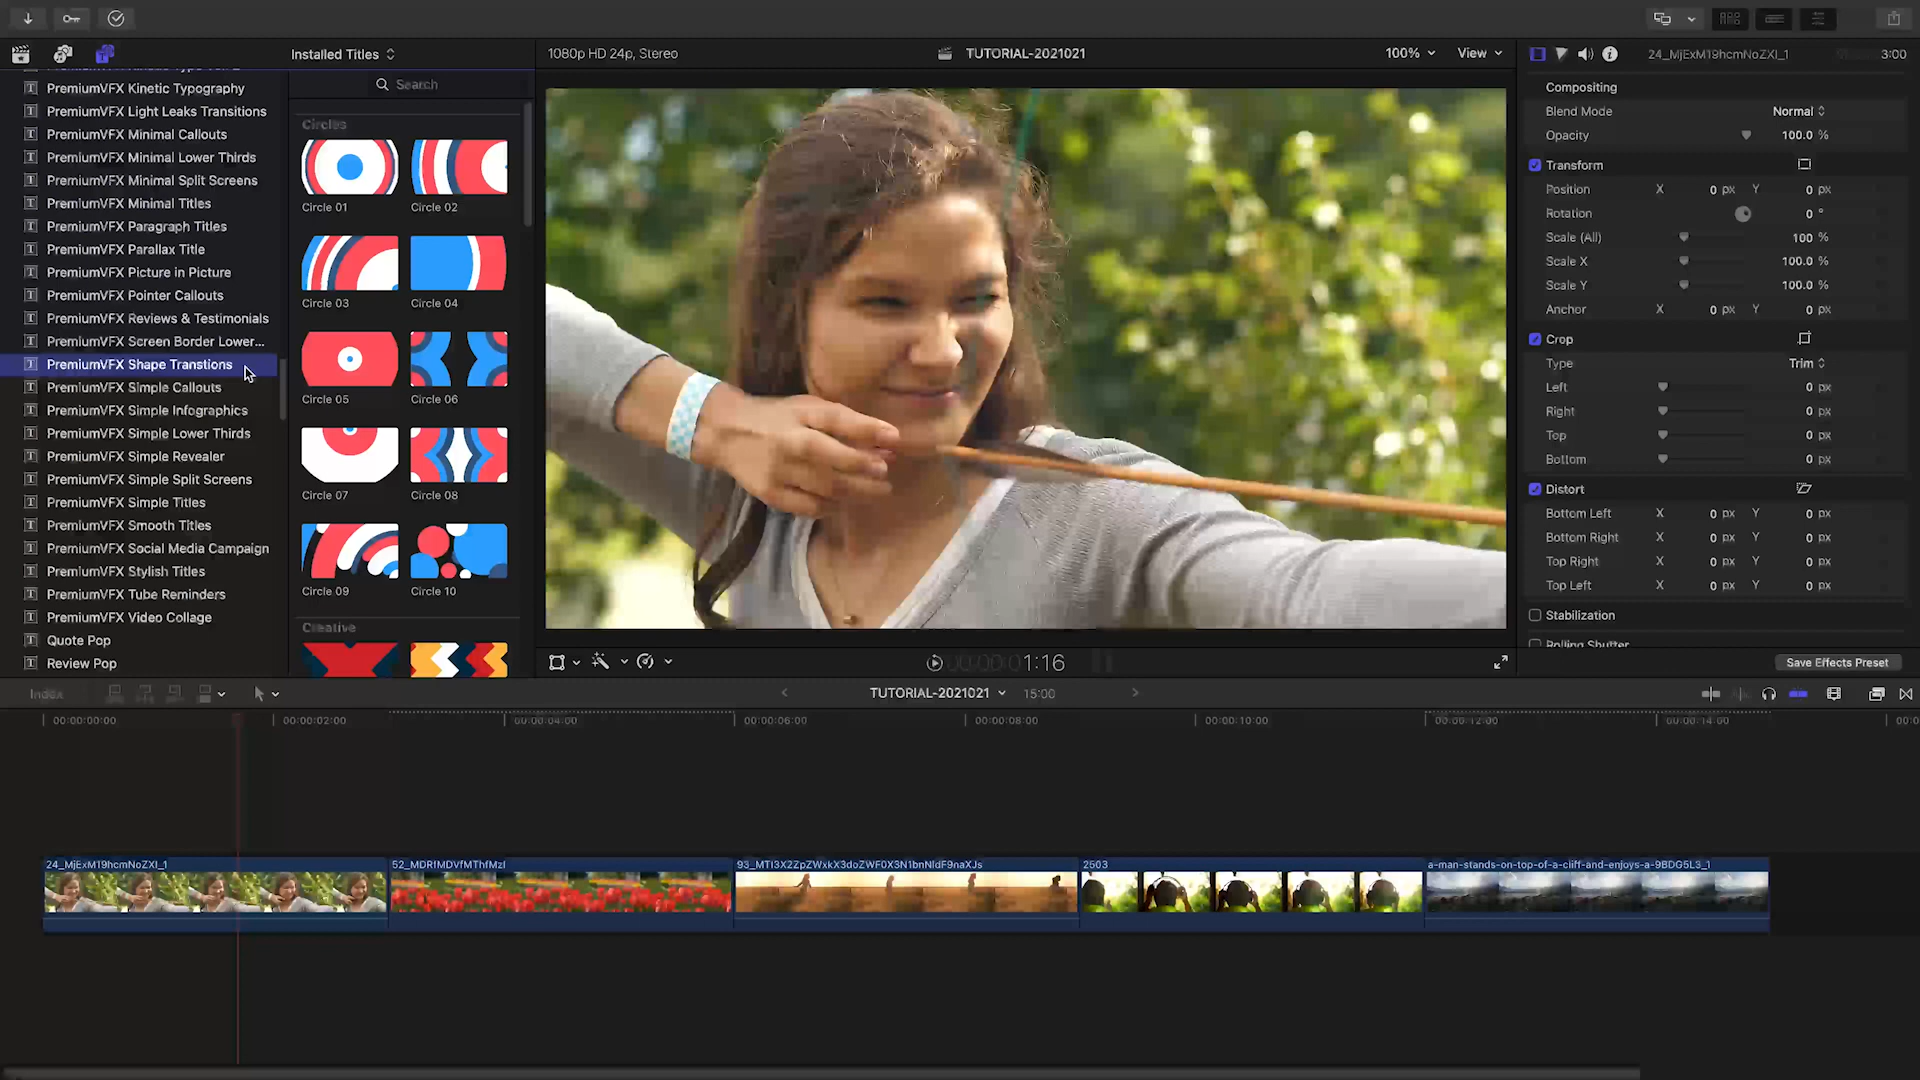 Installed Titles
1080p HD 24p, Stereo
TUTORIAL-2021021
100%
View
3:00
Search
PremiumVFX Kinetic Typography
PremiumVFX Light Leaks Transitions
PremiumVFX Minimal Callouts
PremiumVFX Minimal Lower Thirds
PremiumVFX Minimal Split Screens
PremiumVFX Minimal Titles
PremiumVFX Paragraph Titles
PremiumVFX Parallax Title
PremiumVFX Picture in Picture
PremiumVFX Pointer Callouts
PremiumVFX Reviews & Testimonials
PremiumVFX Screen Border Lower...
PremiumVFX Shape Transtions
PremiumVFX Simple Callouts
PremiumVFX Simple Infographics
PremiumVFX Simple Lower Thirds
PremiumVFX Simple Revealer
PremiumVFX Simple Split Screens
PremiumVFX Simple Titles
PremiumVFX Smooth Titles
PremiumVFX Social Media Campaign
PremiumVFX Stylish Titles
PremiumVFX Tube Reminders
PremiumVFX Video Collage
Quote Pop
Review Pop
Circles
Circle 01
Circle 02
Circle 03
Circle 04
Circle 05
Circle 06
Circle 07
Circle 08
Circle 09
Circle 10
Creative
Compositing
Blend Mode Normal
Opacity 100.0 %
Transform
Position X 0 px Y 0 px
Rotation 0 °
Scale (All) 100 %
Scale X 100.0 %
Scale Y 100.0 %
Anchor X 0 px Y 0 px
Crop
Type Trim
Left 0 px
Right 0 px
Top 0 px
Bottom 0 px
Distort
Bottom Left X 0 px Y 0 px
Bottom Right X 0 px Y 0 px
Top Right X 0 px Y 0 px
Top Left X 0 px Y 0 px
Stabilization
Rolling Shutter
Save Effects Preset
00:00:01:16
Index
TUTORIAL-2021021
15:00
00:00:00:00
00:00:02:00
00:00:04:00
00:00:06:00
00:00:08:00
00:00:10:00
00:00:12:00
00:00:14:00
2503
a-man-stands-on-top-of-a-cliff-and-enjoys-a-9BDG5L3_1